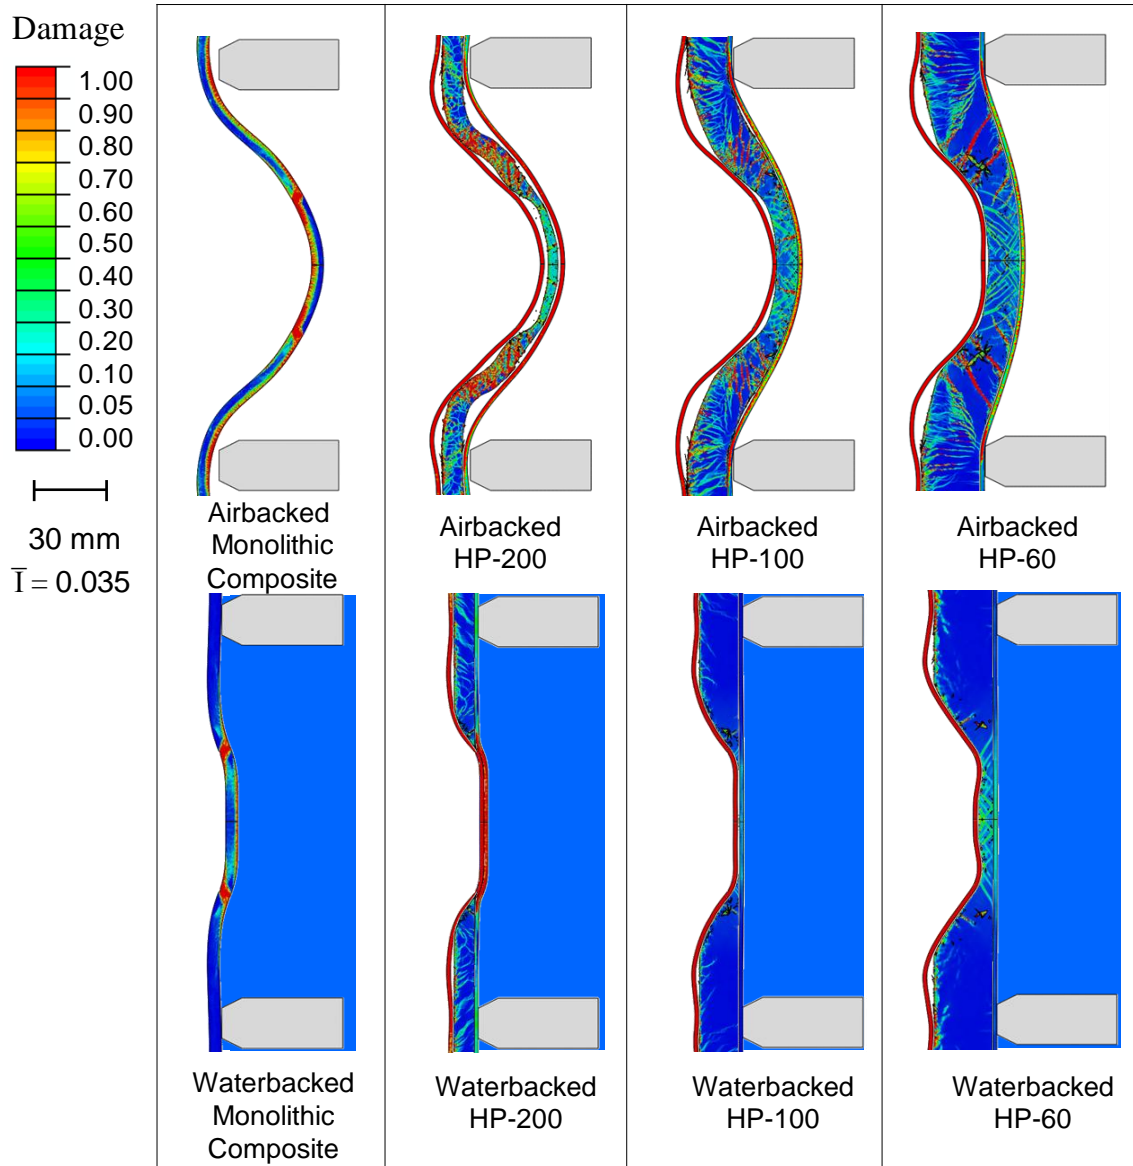 Damage
1.00
0.90
0.80
0.70
0.60
0.50
0.40
0.30
0.20
0.10
0.05
0.00
30 mm
I̅ = 0.035
Airbacked
Monolithic
Composite
Airbacked
HP-200
Airbacked
HP-100
Airbacked
HP-60
Waterbacked
Monolithic
Composite
Waterbacked
HP-200
Waterbacked
HP-100
Waterbacked
HP-60